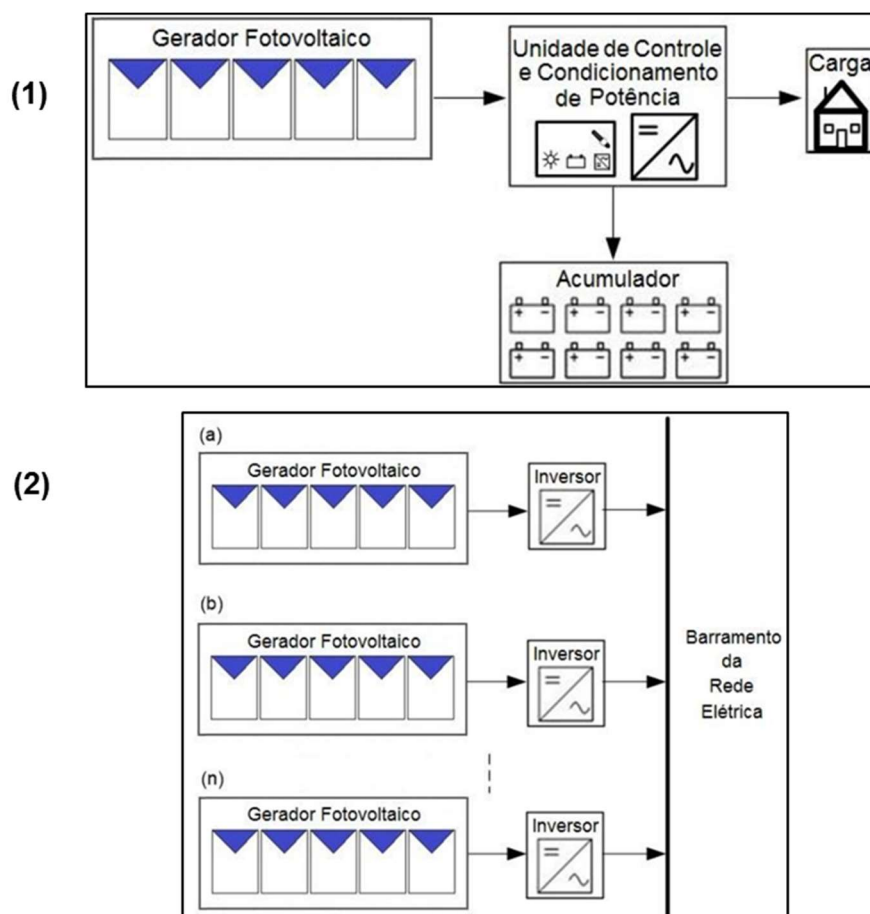 (1)
Gerador Fotovoltaico
Unidade de Controle
e Condicionamento
de Potência
Carga
Acumulador
(2)
(a)
Gerador Fotovoltaico
Inversor
(b)
Gerador Fotovoltaico
Inversor
(n)
Gerador Fotovoltaico
Inversor
Barramento
da
Rede
Elétrica